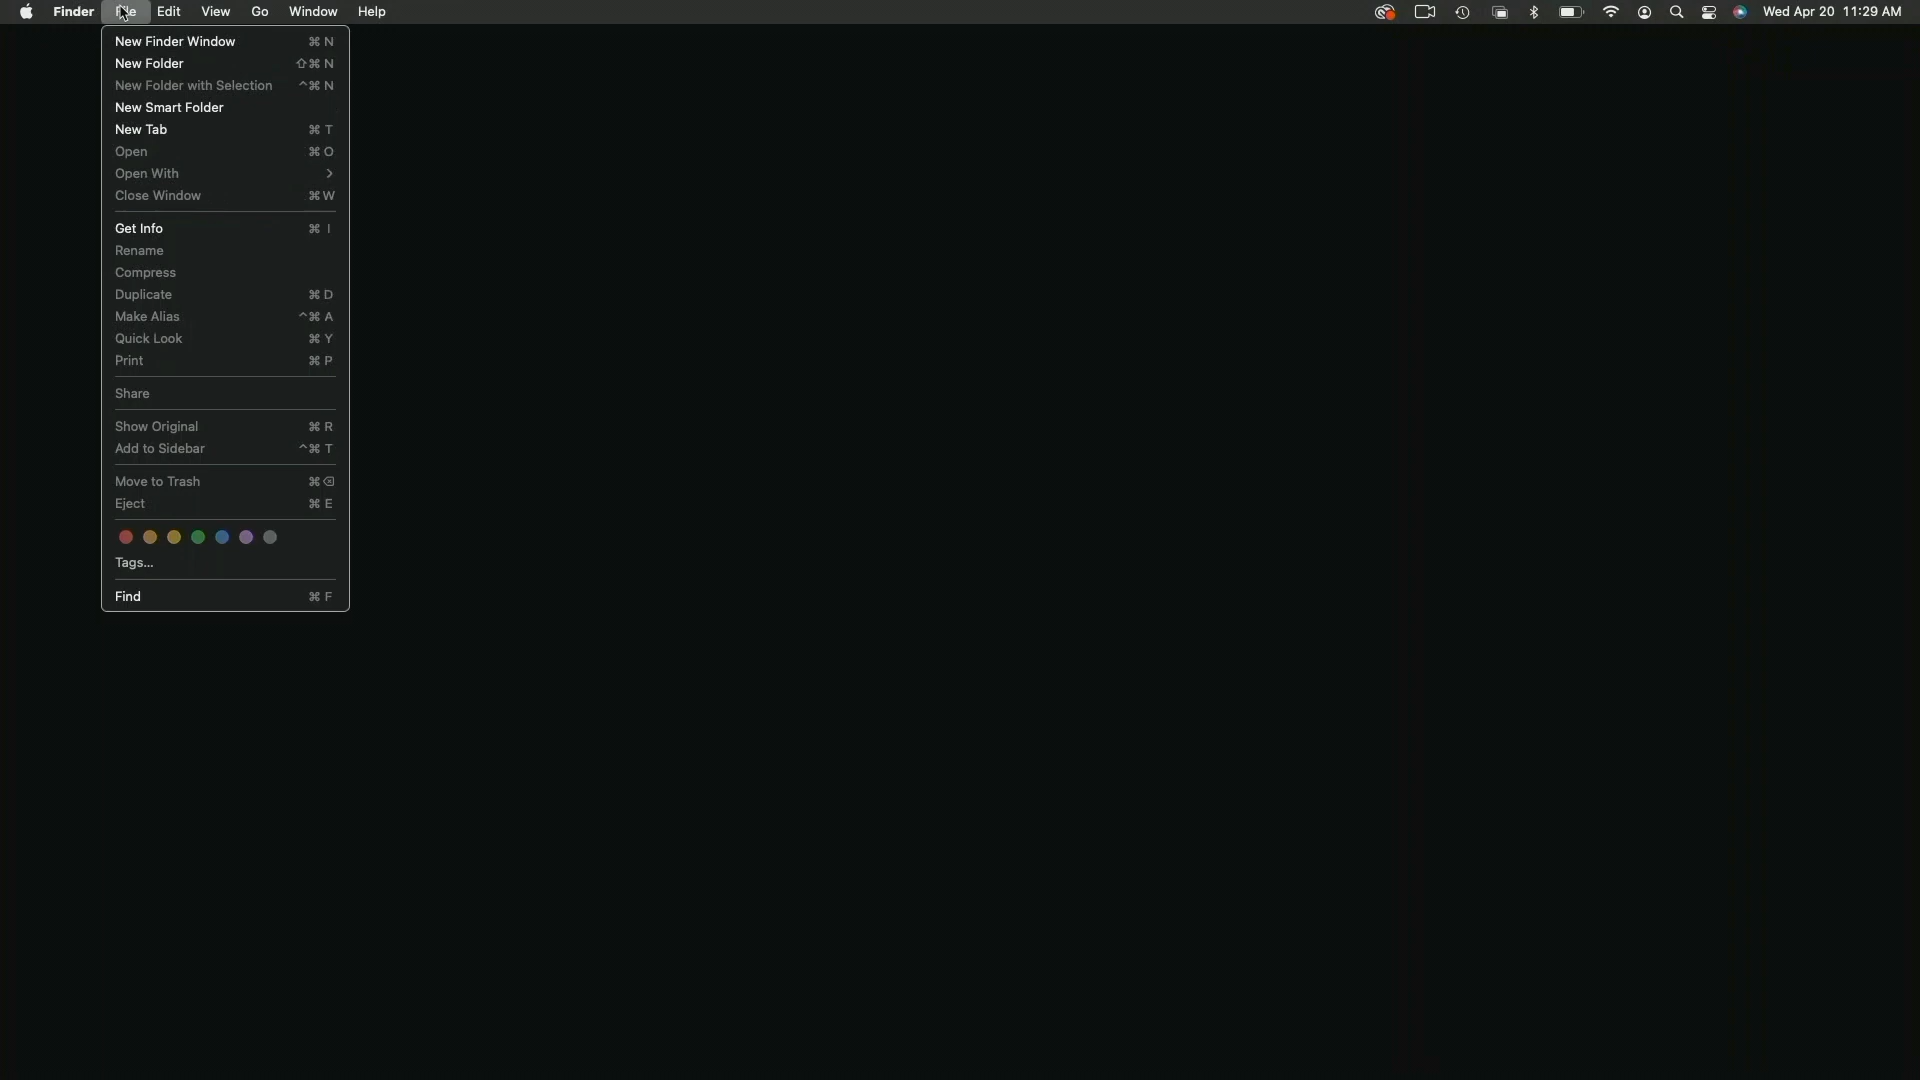 Finder File Edit View Go Window Help Wed Apr 20 11:29 AM
New Finder Window ⌘ N
New Folder ⇧⌘ N
New Folder with Selection ^⌘ N
New Smart Folder
New Tab ⌘ T
Open ⌘ O
Open With >
Close Window ⌘ W
Get Info ⌘ I
Rename
Compress
Duplicate ⌘ D
Make Alias ^⌘ A
Quick Look ⌘ Y
Print ⌘ P
Share
Show Original ⌘ R
Add to Sidebar ^⌘ T
Move to Trash ⌘⌫
Eject ⌘ E
Tags...
Find ⌘ F